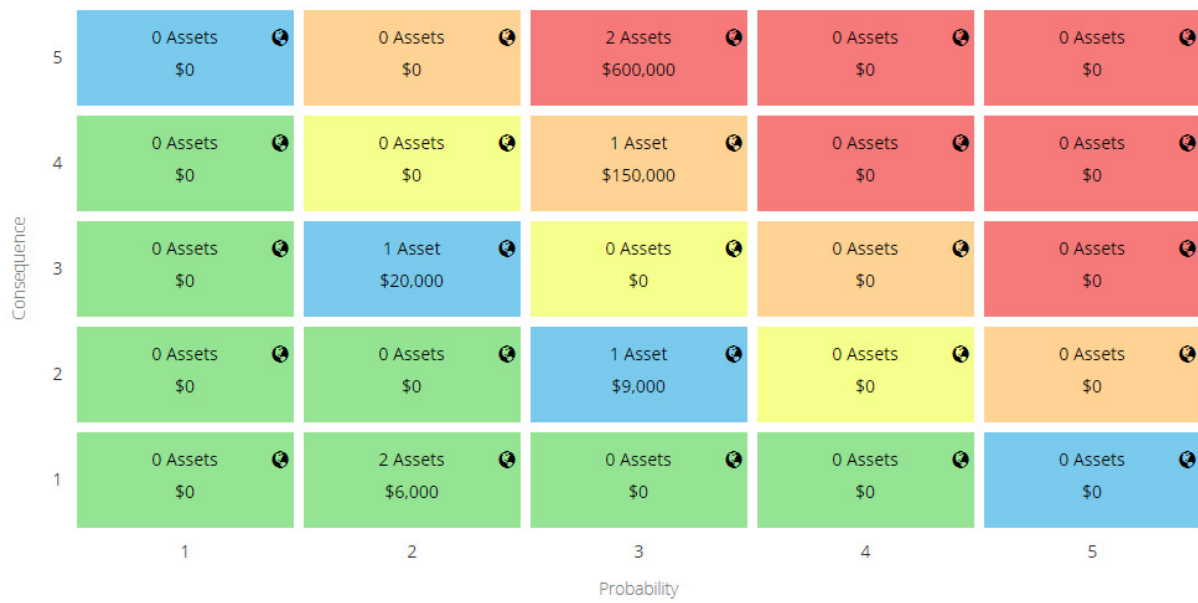 0 Assets 0 Assets 2 Assets 0 Assets 0 Assets
5
$0 $0 $600,000 $0 $0
0 Assets 0 Assets 1 Asset 0 Assets 0 Assets
4
$0 $0 $150,000 $0 $0
Consequence
0 Assets 1 Asset 0 Assets 0 Assets 0 Assets
3
$0 $20,000 $0 $0 $0
0 Assets 0 Assets 1 Asset 0 Assets 0 Assets
2
$0 $0 $9,000 $0 $0
0 Assets 2 Assets 0 Assets 0 Assets 0 Assets
1
$0 $6,000 $0 $0 $0
1 2 3 4 5
Probability